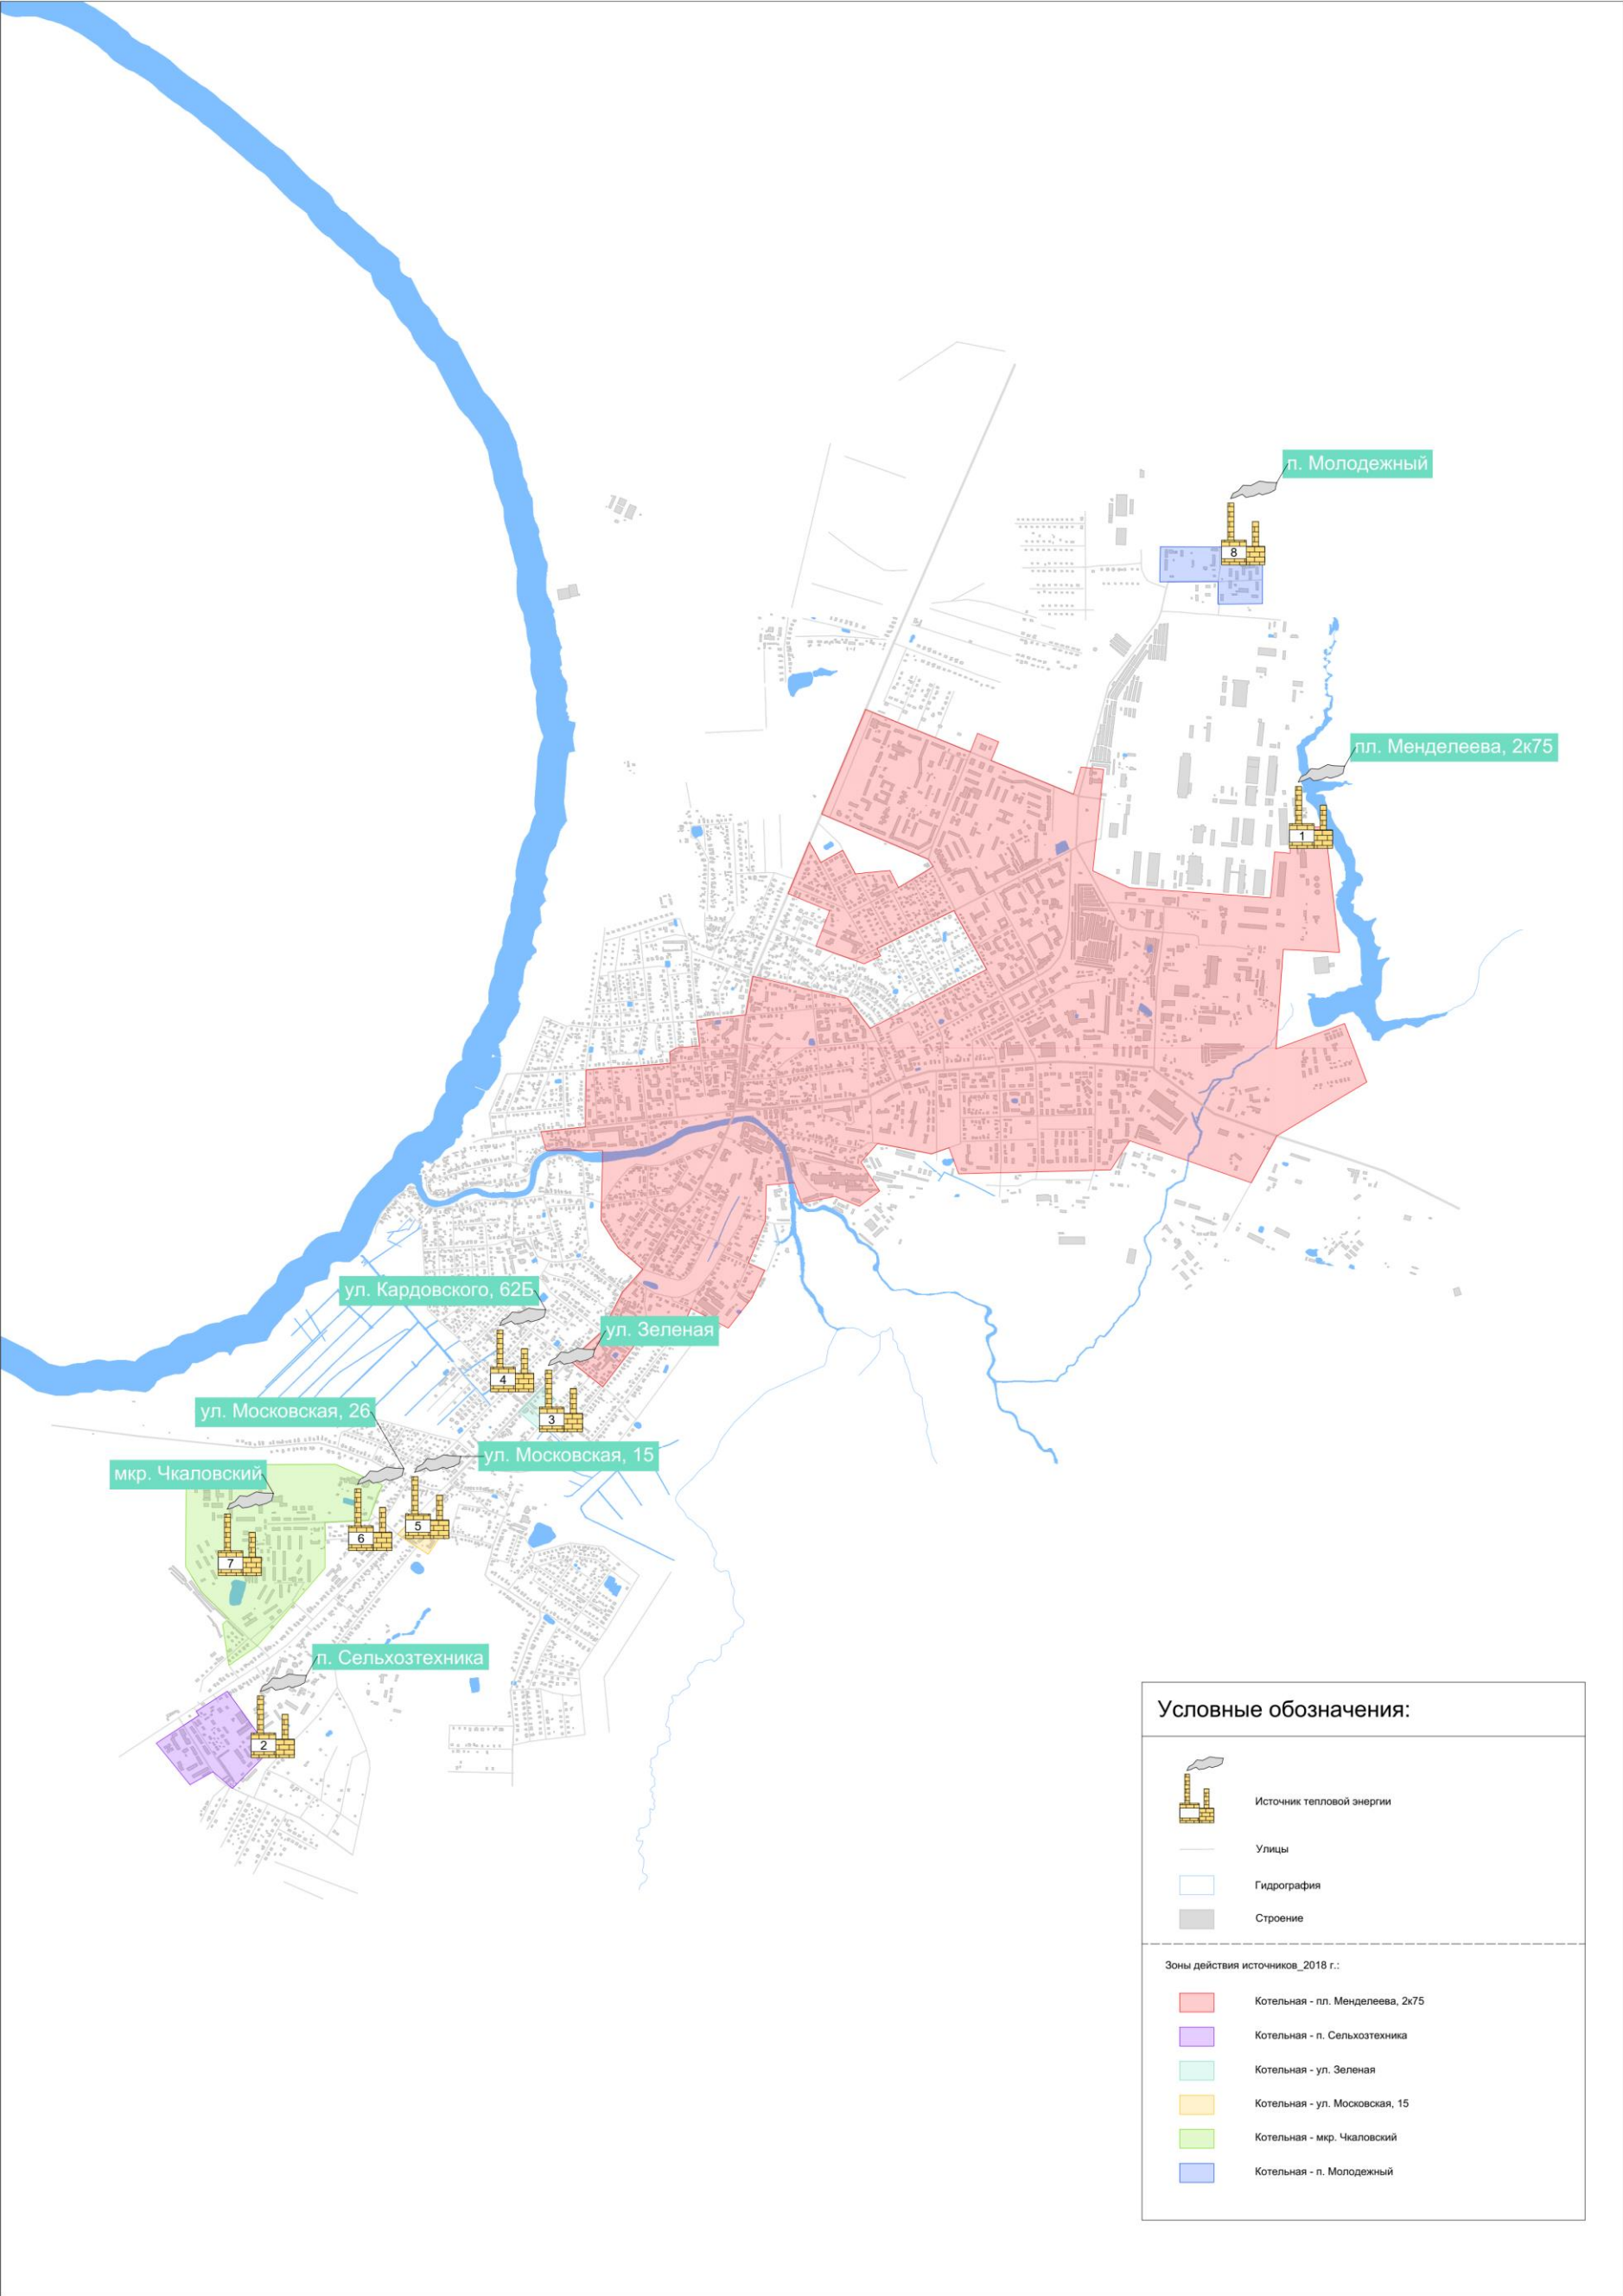 п. Молодежный
8
пл. Менделеева, 2к75
1
ул. Кардовского, 62Б
ул. Зеленая
4
3
ул. Московская, 26
ул. Московская, 15
мкр. Чкаловский
5
6
7
п. Сельхозтехника
2
Условные обозначения:
Источник тепловой энергии
Улицы
Гидрография
Строение
Зоны действия источников_2018 г.:
Котельная - пл. Менделеева, 2к75
Котельная - п. Сельхозтехника
Котельная - ул. Зеленая
Котельная - ул. Московская, 15
Котельная - мкр. Чкаловский
Котельная - п. Молодежный